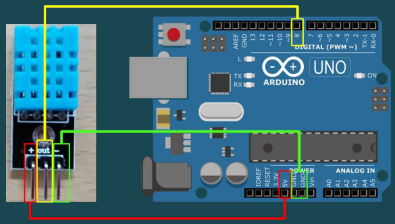 AREF
GND
13
12
~11
~10
~9
8
7
~6
~5
4
~3
2
TX-1
RX-0
DIGITAL (PWM ~)
L
TX
RX
UNO
ARDUINO
ON
+ out -
POWER
ANALOG IN
IOREF
RESET
3.3V
5V
GND
GND
Vin
A0
A1
A2
A3
A4
A5